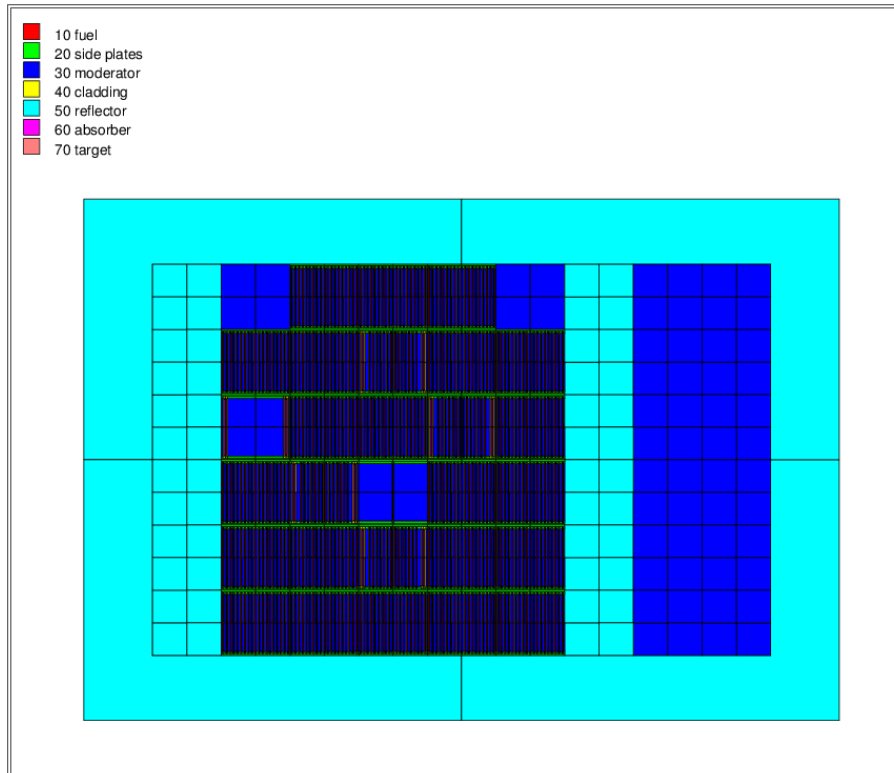 10 fuel
20 side plates
30 moderator
40 cladding
50 reflector
60 absorber
70 target